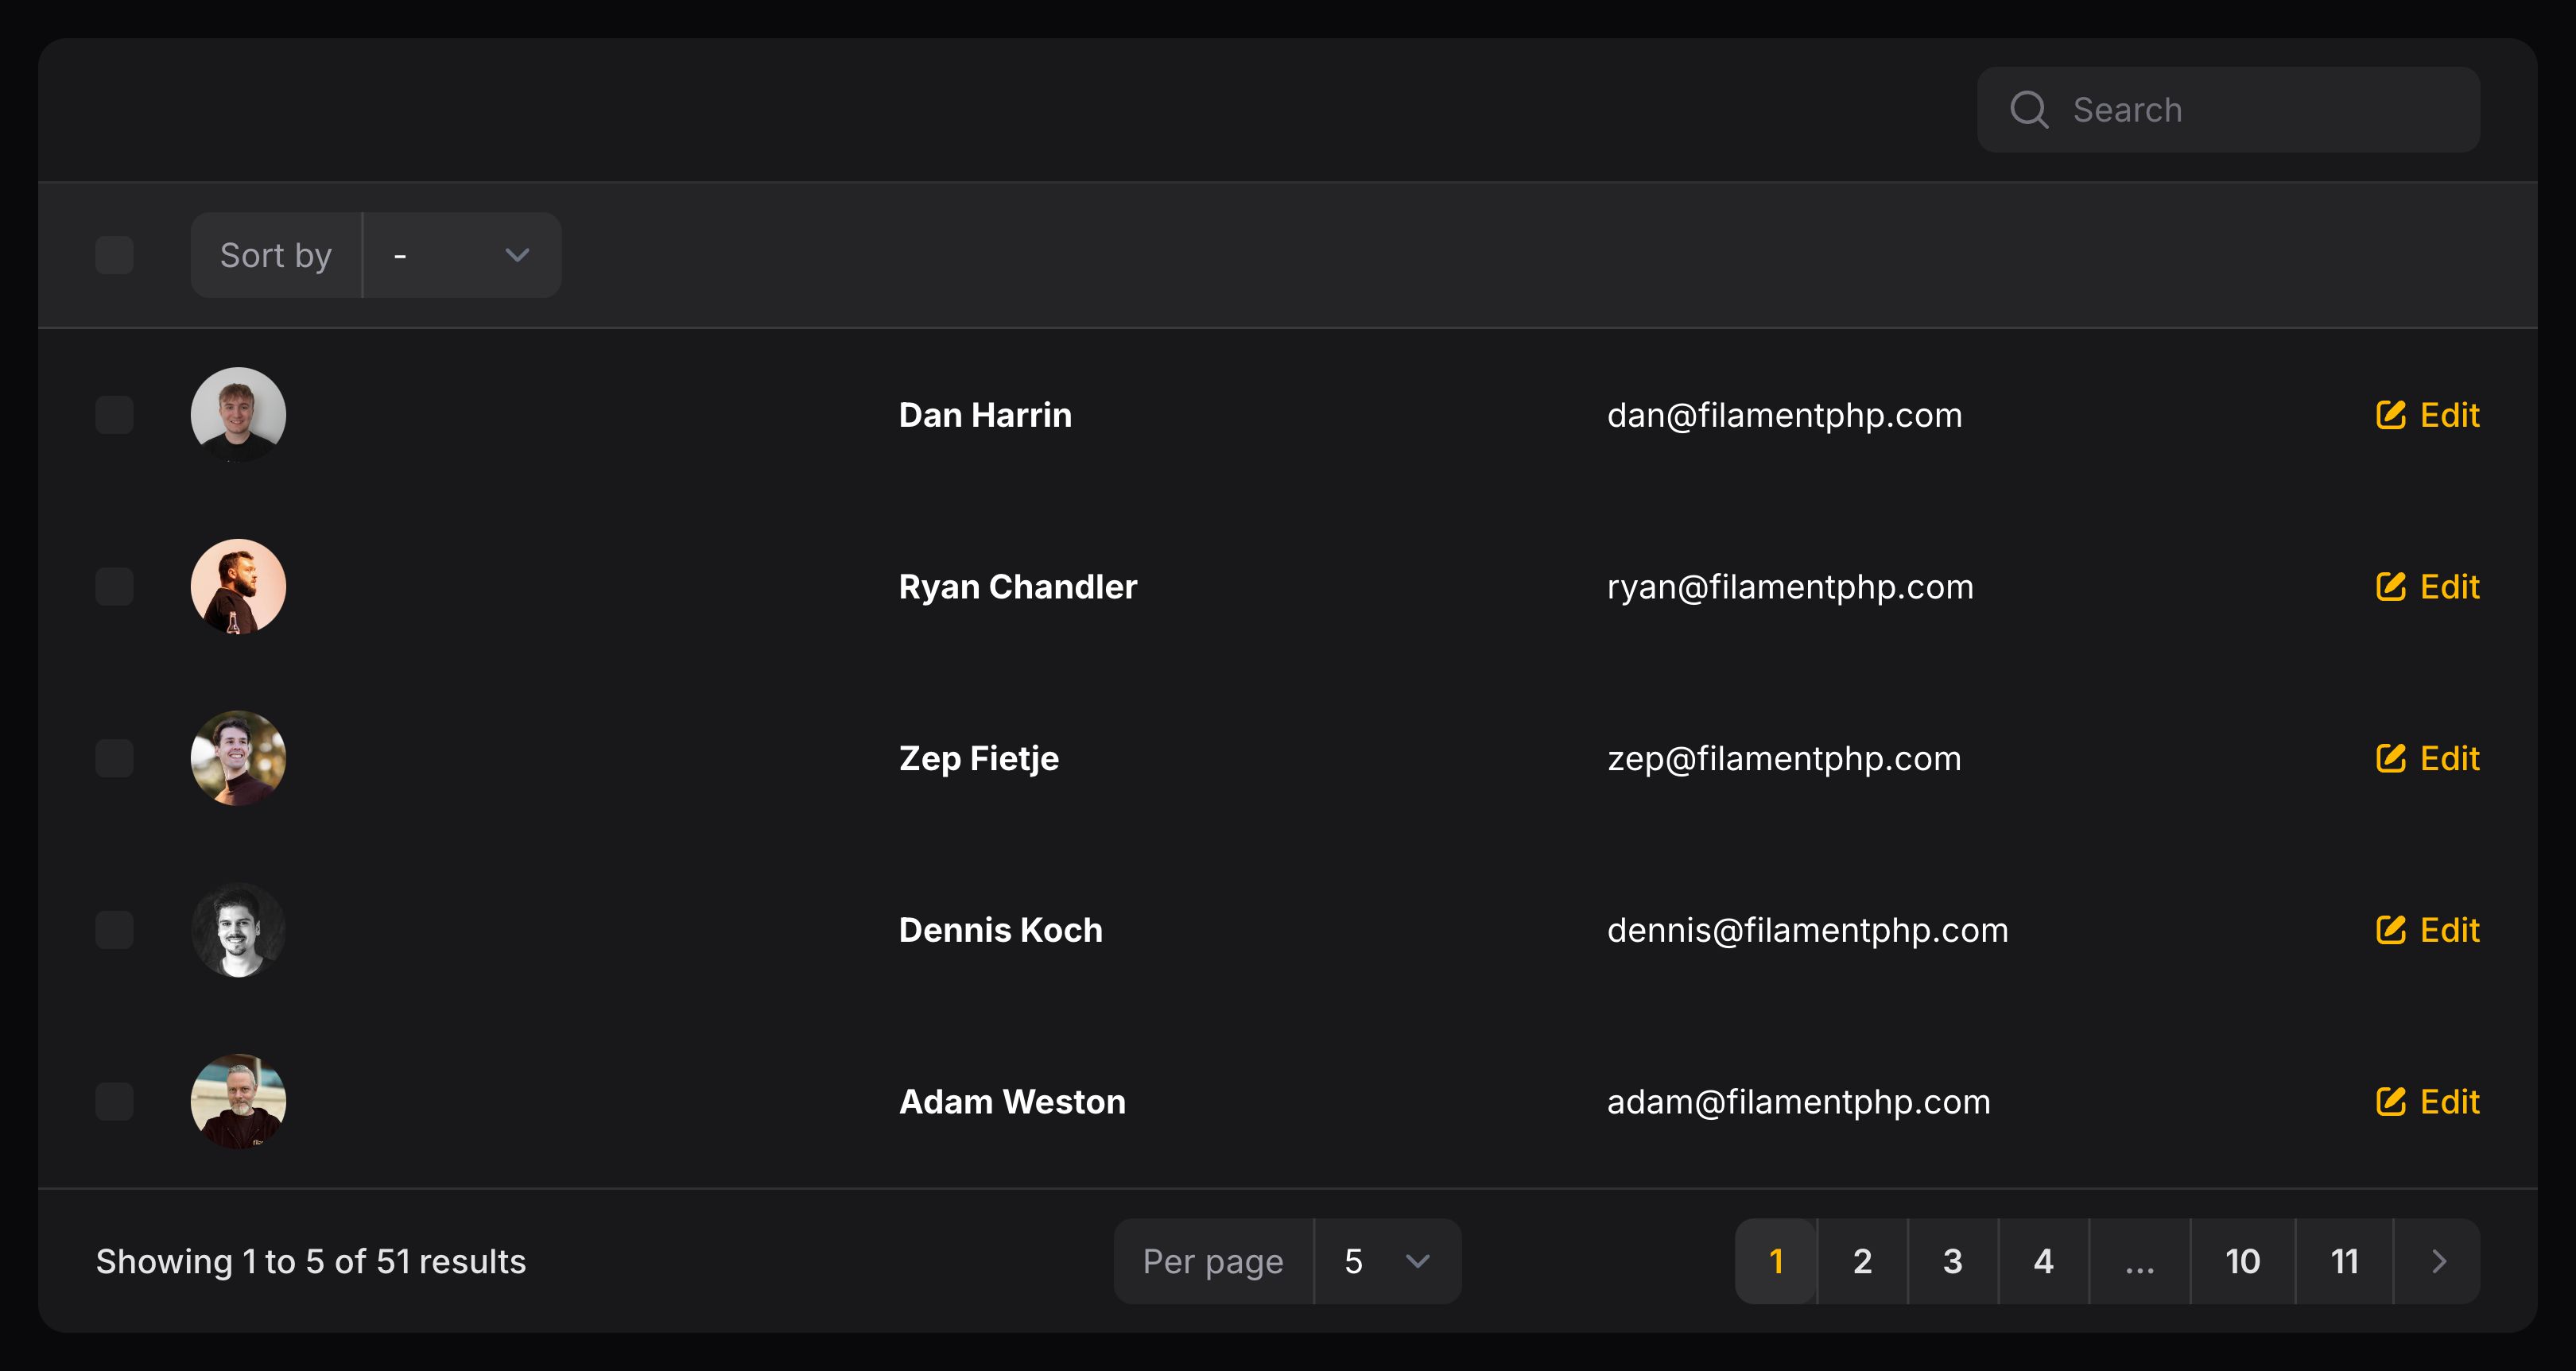 Search
Sort by -
Dan Harrin dan@filamentphp.com Edit
Ryan Chandler ryan@filamentphp.com Edit
Zep Fietje zep@filamentphp.com Edit
Dennis Koch dennis@filamentphp.com Edit
Adam Weston adam@filamentphp.com Edit
Showing 1 to 5 of 51 results Per page 5 1 2 3 4 ... 10 11